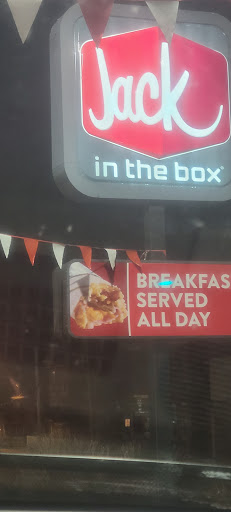 Jack
in the box
BREAKFAS
SERVED
ALL DAY